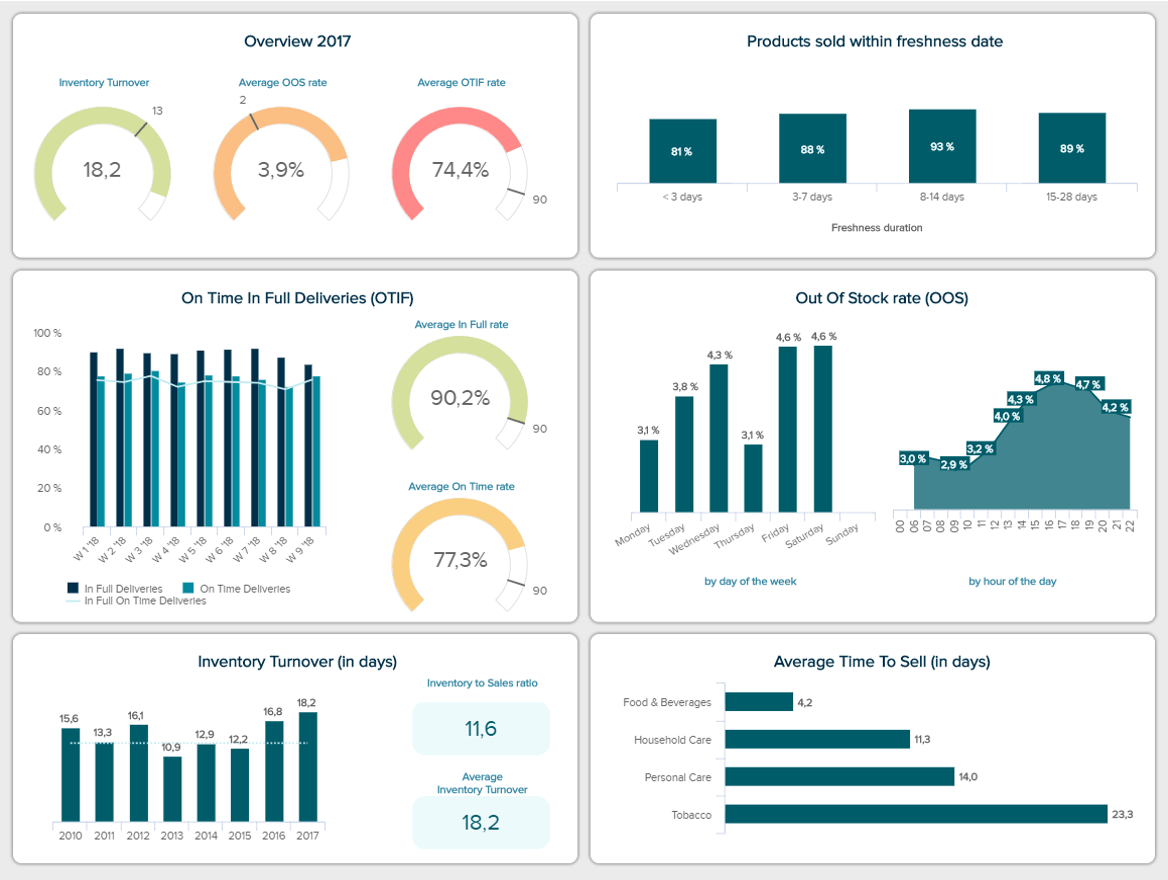 Overview 2017
Inventory Turnover
Average OOS rate
Average OTIF rate
13
2
90
18,2
3,9%
74,4%
Products sold within freshness date
81 %
88 %
93 %
89 %
< 3 days
3-7 days
8-14 days
15-28 days
Freshness duration
On Time In Full Deliveries (OTIF)
100 %
80 %
60 %
40 %
20 %
0 %
W 1 '18
W 2 '18
W 3 '18
W 4 '18
W 5 '18
W 6 '18
W 7 '18
W 8 '18
W 9 '18
In Full Deliveries
On Time Deliveries
In Full On Time Deliveries
Average In Full rate
90,2%
90
Average On Time rate
77,3%
90
Out Of Stock rate (OOS)
3,1 %
3,8 %
4,3 %
3,1 %
4,6 %
4,6 %
Monday
Tuesday
Wednesday
Thursday
Friday
Saturday
Sunday
by day of the week
3,0 %
2,9 %
3,2 %
4,0 %
4,3 %
4,8 %
4,7 %
4,2 %
00
06
07
08
09
10
11
12
13
14
15
16
17
18
19
20
21
22
by hour of the day
Inventory Turnover (in days)
15,6
13,3
16,1
10,9
12,9
12,2
16,8
18,2
2010
2011
2012
2013
2014
2015
2016
2017
Inventory to Sales ratio
11,6
Average
Inventory Turnover
18,2
Average Time To Sell (in days)
Food & Beverages
4,2
Household Care
11,3
Personal Care
14,0
Tobacco
23,3